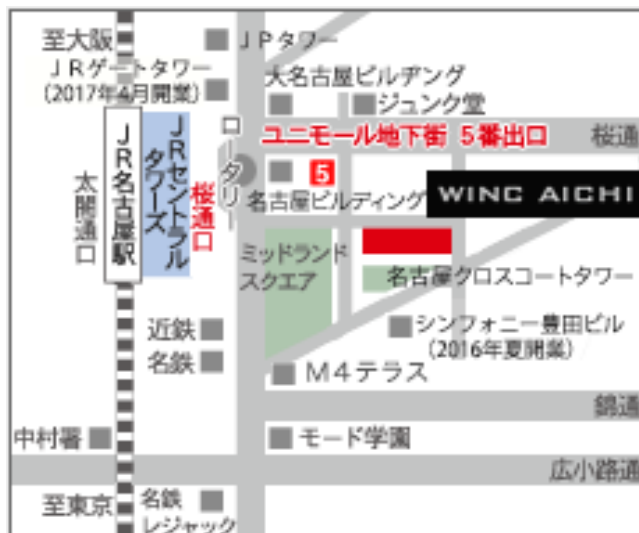 至大阪
JPタワー
JRゲートタワー
(2017年4月開業)
大名古屋ビルヂング
ジュンク堂
ユニモール地下街 5番出口
桜通
ロータリー
5
名古屋ビルディング
WINC AICHI
JR名古屋駅
JRセントラル
タワーズ
桜通口
太閤通口
ミッドランド
スクエア
名古屋クロスコートタワー
シンフォニー豊田ビル
(2016年夏開業)
近鉄
名鉄
M4テラス
錦通
中村署
モード学園
広小路通
至東京
名鉄
レジャック